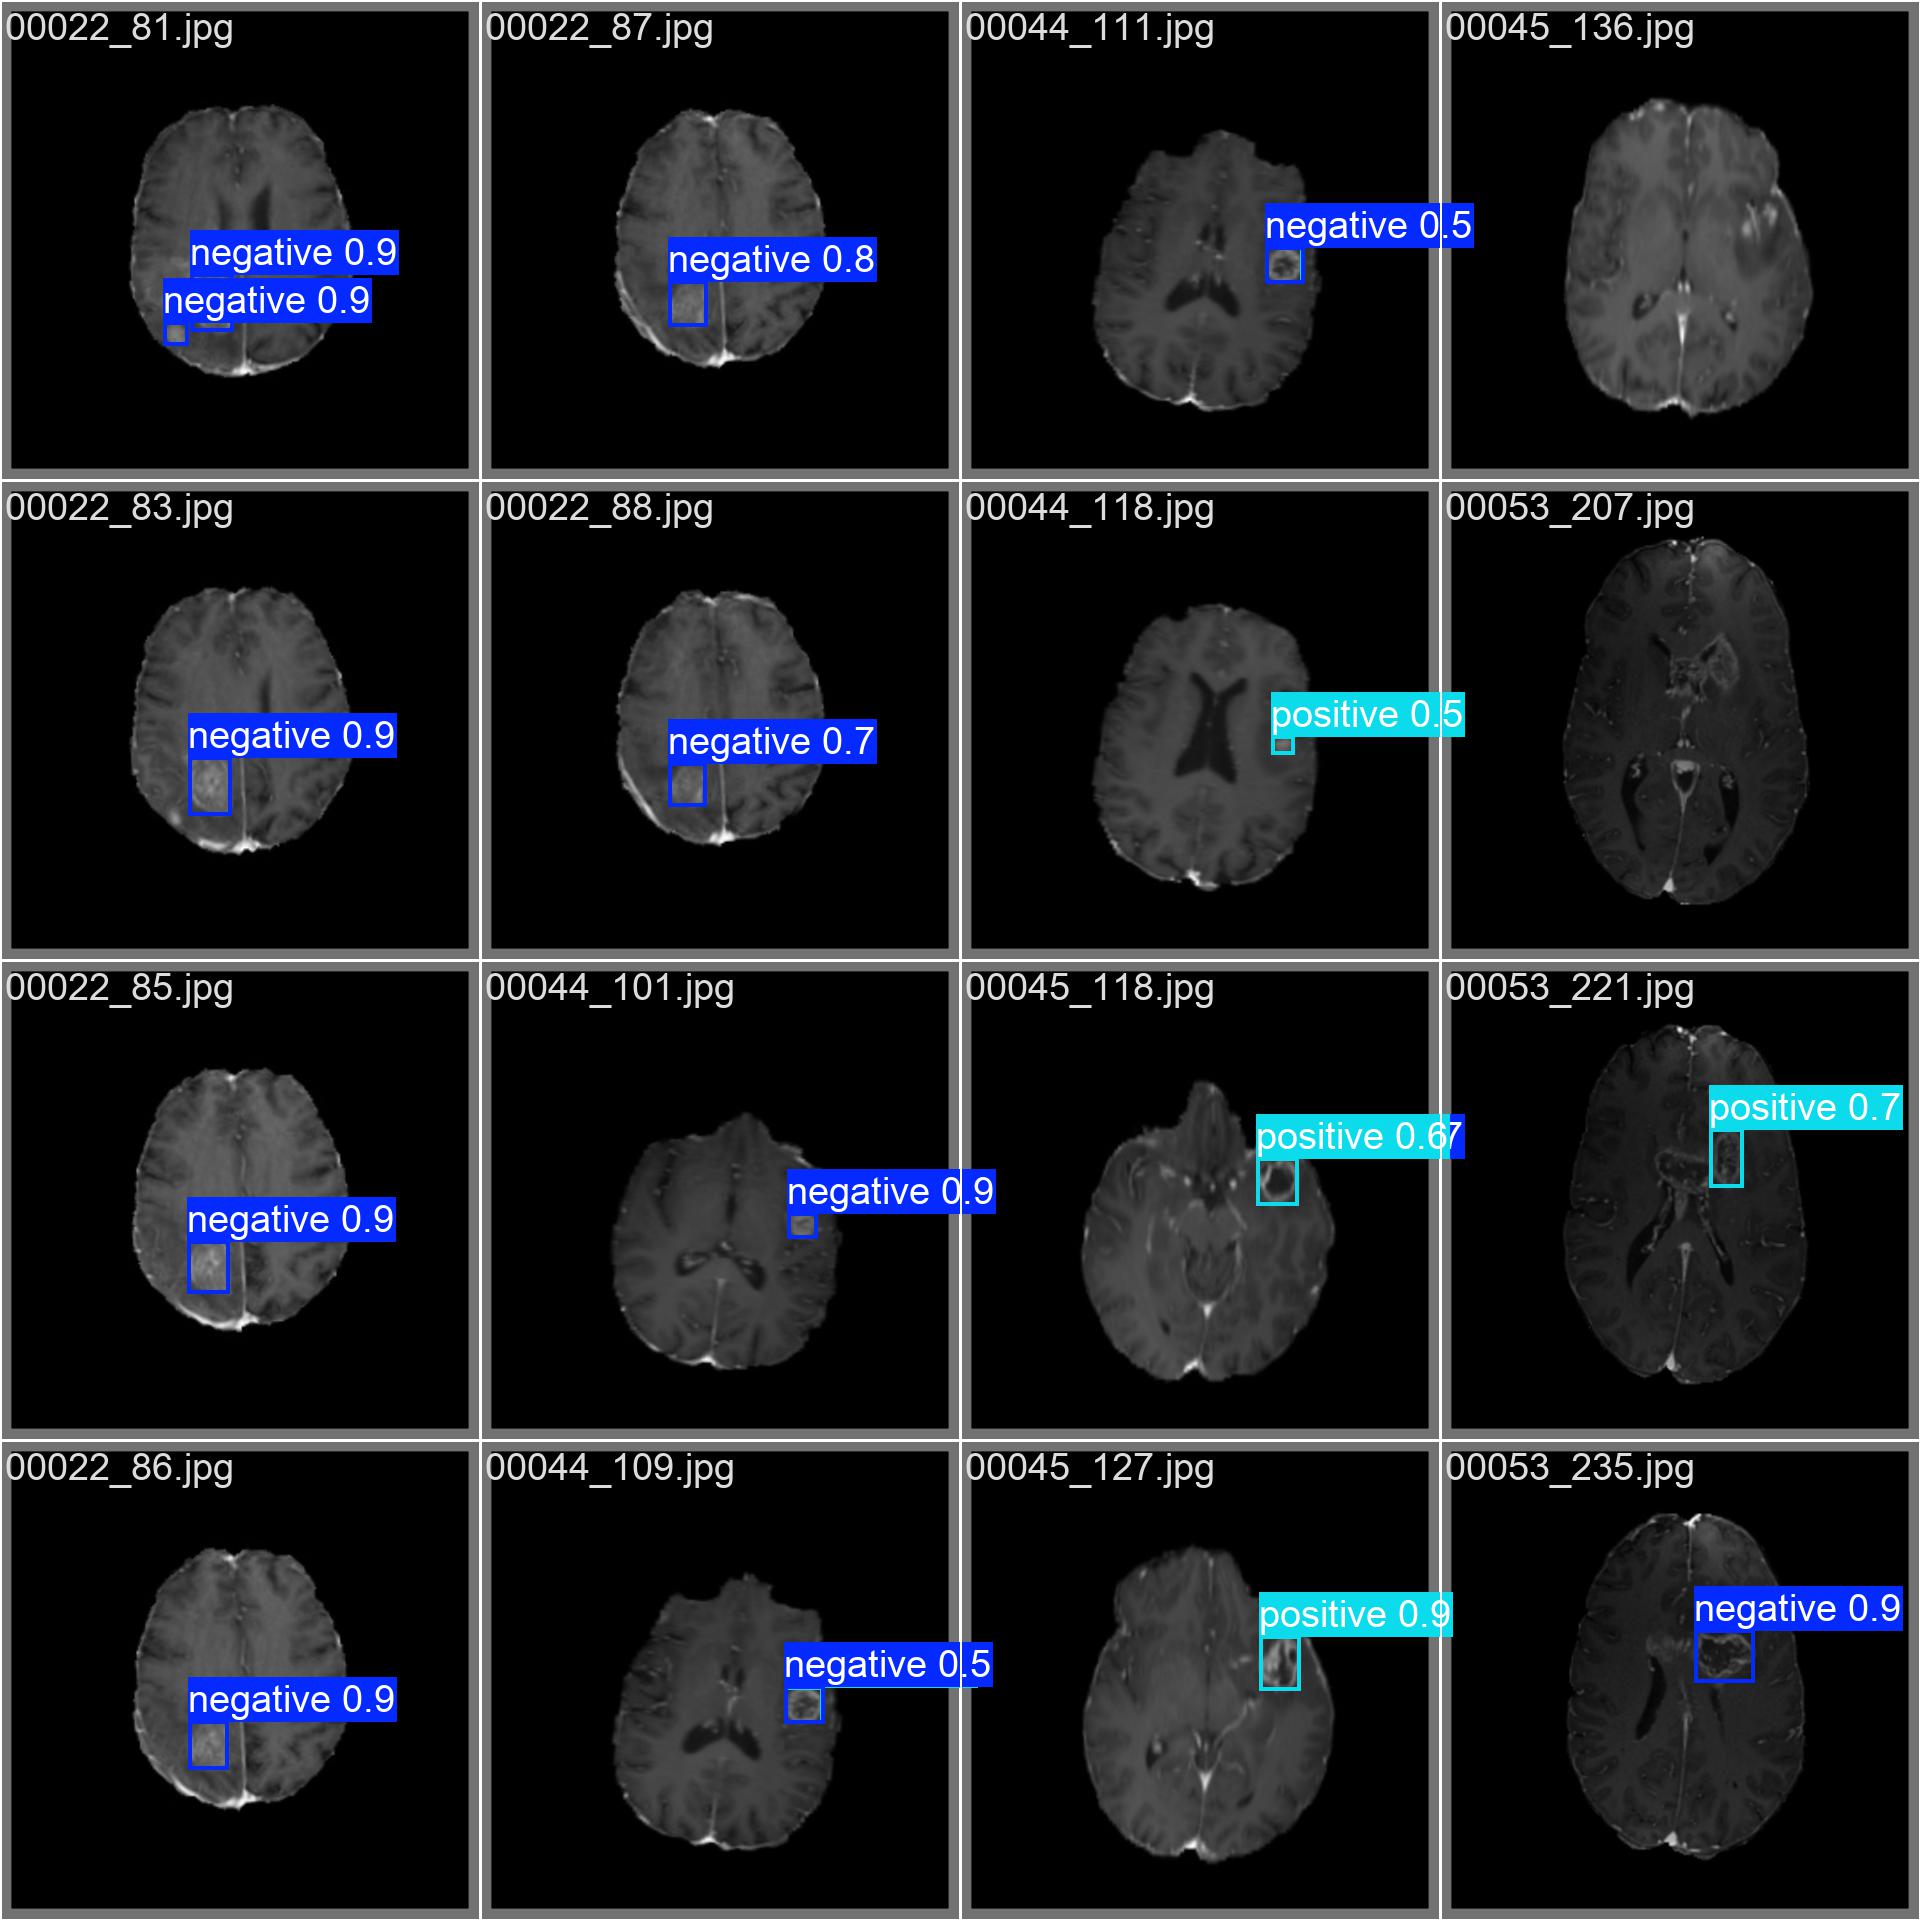 00022_81.jpg
negative 0.9
negative 0.9
00022_87.jpg
negative 0.8
00044_111.jpg
negative 0.5
00045_136.jpg
00022_83.jpg
negative 0.9
00022_88.jpg
negative 0.7
00044_118.jpg
positive 0.5
00053_207.jpg
00022_85.jpg
negative 0.9
00044_101.jpg
negative 0.9
00045_118.jpg
positive 0.6
00053_221.jpg
positive 0.7
00022_86.jpg
negative 0.9
00044_109.jpg
negative 0.5
00045_127.jpg
positive 0.9
00053_235.jpg
negative 0.9